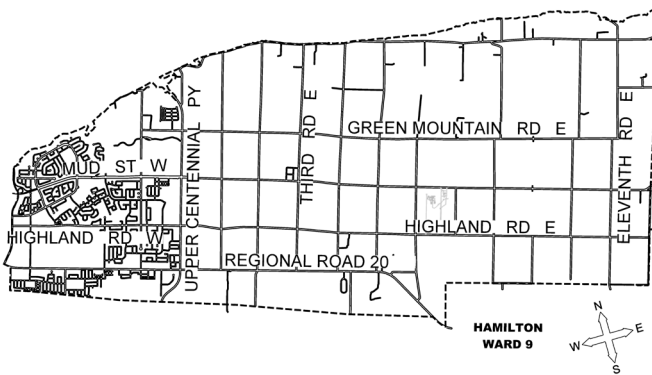 UPPER CENTENNIAL PY
THIRD RD E
GREEN MOUNTAIN RD E
ELEVENTH RD E
MUD ST W
HIGHLAND RD W
HIGHLAND RD E
REGIONAL ROAD 20
HAMILTON
WARD 9
N
W
E
S